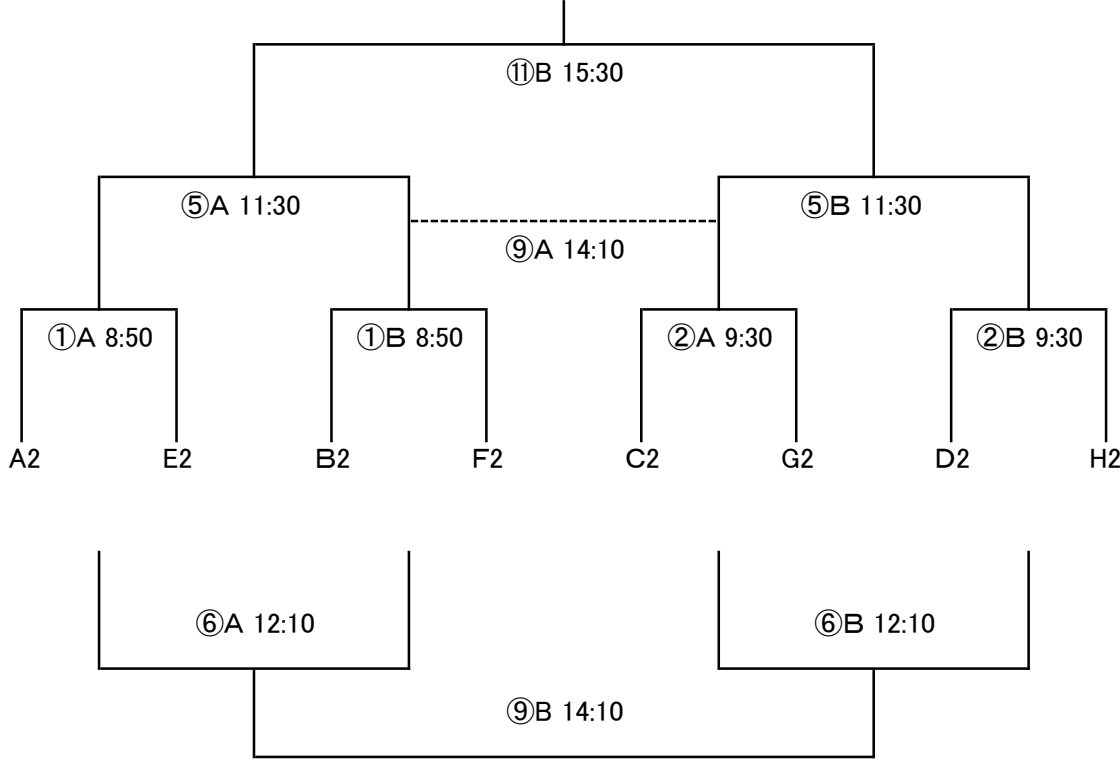 ⑪B 15:30
⑤A 11:30
⑤B 11:30
⑨A 14:10
①A 8:50
①B 8:50
②A 9:30
②B 9:30
A2
E2
B2
F2
C2
G2
D2
H2
⑥A 12:10
⑥B 12:10
⑨B 14:10